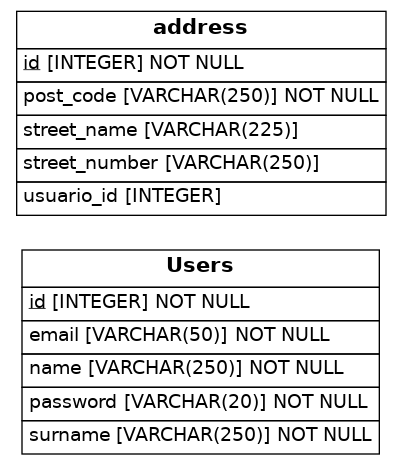 address
id [INTEGER] NOT NULL
post_code [VARCHAR(250)] NOT NULL
street_name [VARCHAR(225)]
street_number [VARCHAR(250)]
usuario_id [INTEGER]
Users
id [INTEGER] NOT NULL
email [VARCHAR(50)] NOT NULL
name [VARCHAR(250)] NOT NULL
password [VARCHAR(20)] NOT NULL
surname [VARCHAR(250)] NOT NULL